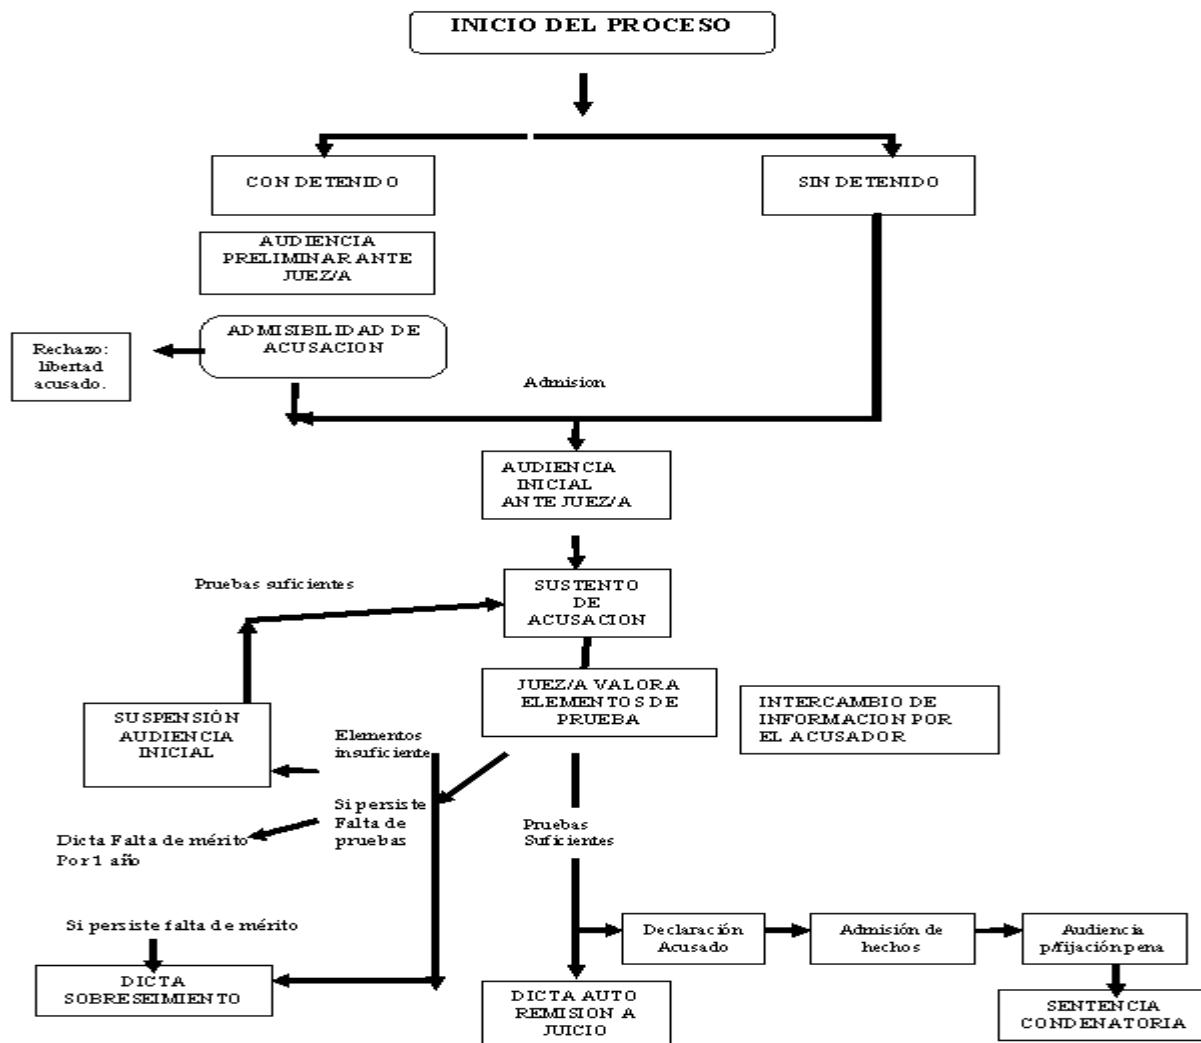 INICIO DEL PROCESO
CON DETENIDO
SIN DETENIDO
AUDIENCIA
PRELIMINAR ANTE
JUEZ/A
ADMISIBILIDAD DE
ACUSACION
Rechazo:
libertad
acusado.
Admision
AUDIENCIA
INICIAL
ANTE JUEZ/A
Pruebas suficientes
SUSTENTO
DE
ACUSACION
JUEZ/A VALORA
ELEMENTOS DE
PRUEBA
INTERCAMBIO DE
INFORMACION POR
EL ACUSADOR
SUSPENSIÓN
AUDIENCIA
INICIAL
Elementos
insuficiente
Si persiste
Falta de
pruebas
Pruebas
Suficientes
Dicta Falta de mérito
Por 1 año
Si persiste falta de mérito
DICTA
SOBRESEIMIENTO
Declaración
Acusado
Admisión de
hechos
Audiencia
p/fijación pena
DICTA AUTO
REMISION A
JUICIO
SENTENCIA
CONDENATORIA